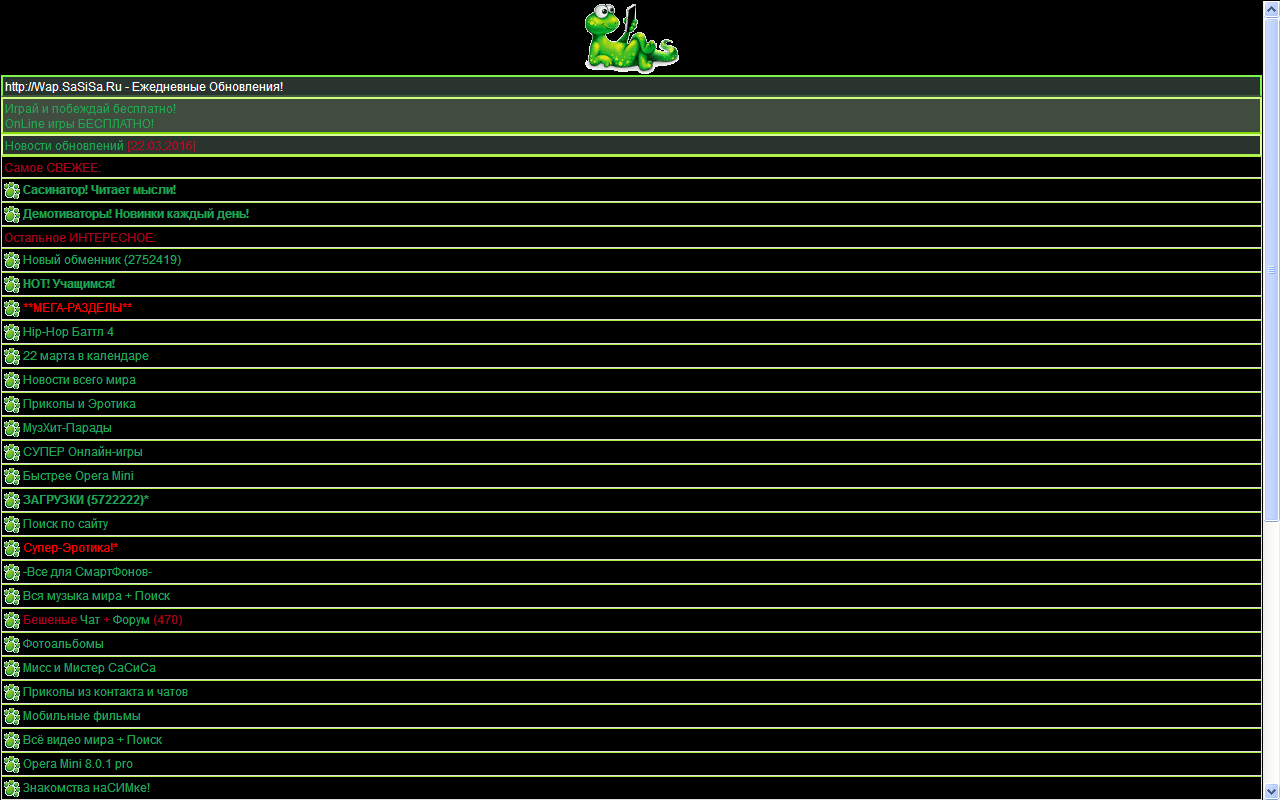 http://Wap.SaSiSa.Ru - Ежедневные Обновления!
Играй и побеждай бесплатно!
OnLine игры БЕСПЛАТНО!
Новости обновлений [22.03.2016]
Самое СВЕЖЕЕ:
Сасинатор! Читает мысли!
Демотиваторы! Новинки каждый день!
Остальное ИНТЕРЕСНОЕ:
Новый обменник (2752419)
НОТ! Учащимся!
**МЕГА-РАЗДЕЛЫ**
Hip-Hop Баттл 4
22 марта в календаре
Новости всего мира
Приколы и Эротика
МузХит-Парады
СУПЕР Онлайн-игры
Быстрее Opera Mini
ЗАГРУЗКИ (5722222)*
Поиск по сайту
Супер-Эротика!*
-Все для СмартФонов-
Вся музыка мира + Поиск
Бешеные Чат + Форум (470)
Фотоальбомы
Мисс и Мистер СаСиСа
Приколы из контакта и чатов
Мобильные фильмы
Всё видео мира + Поиск
Opera Mini 8.0.1 pro
Знакомства наСИМке!